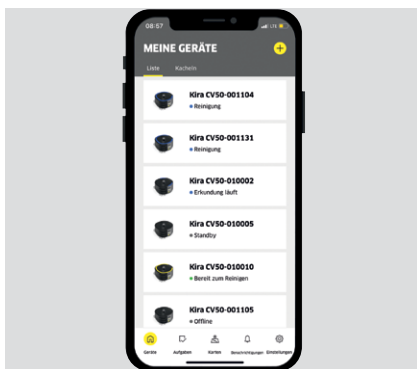 08:57
LTE
MEINE GERÄTE
Liste Kacheln
Kira CV50-001104
Reinigung
Kira CV50-001131
Reinigung
Kira CV50-010002
Erkundung läuft
Kira CV50-010005
Standby
Kira CV50-010010
Bereit zum Reinigen
Kira CV50-001105
Offline
Geräte Aufgaben Karten Benachrichtigungen Einstellungen